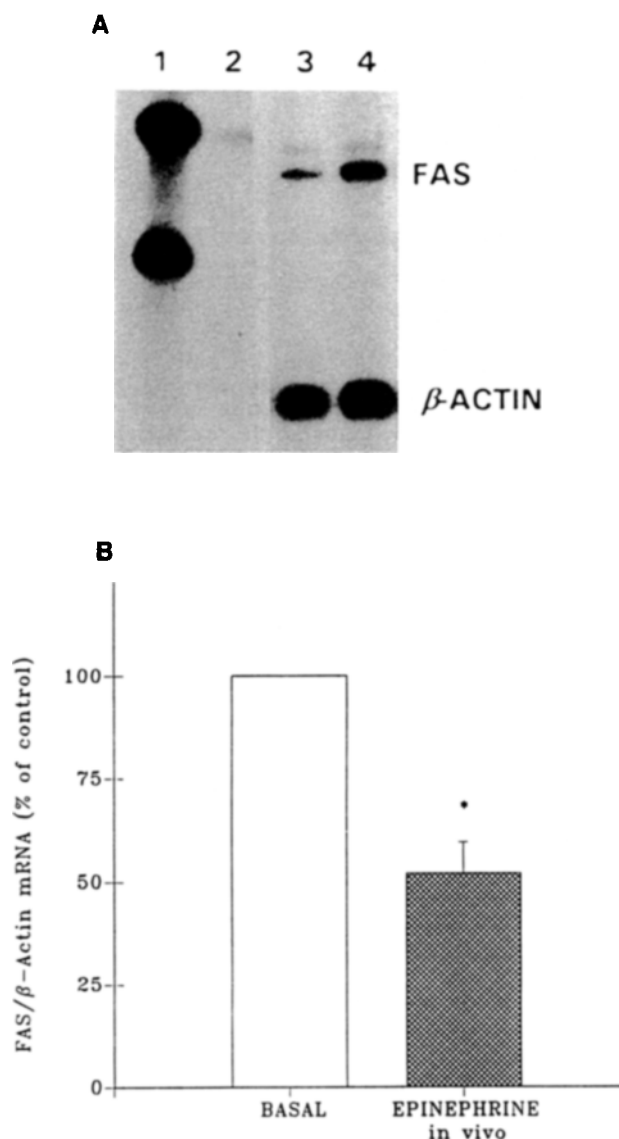 A
1 2 3 4
FAS
β-ACTIN
B
FAS/β-Actin mRNA (% of control)
100
75
50
25
0
BASAL
EPINEPHRINE
in vivo